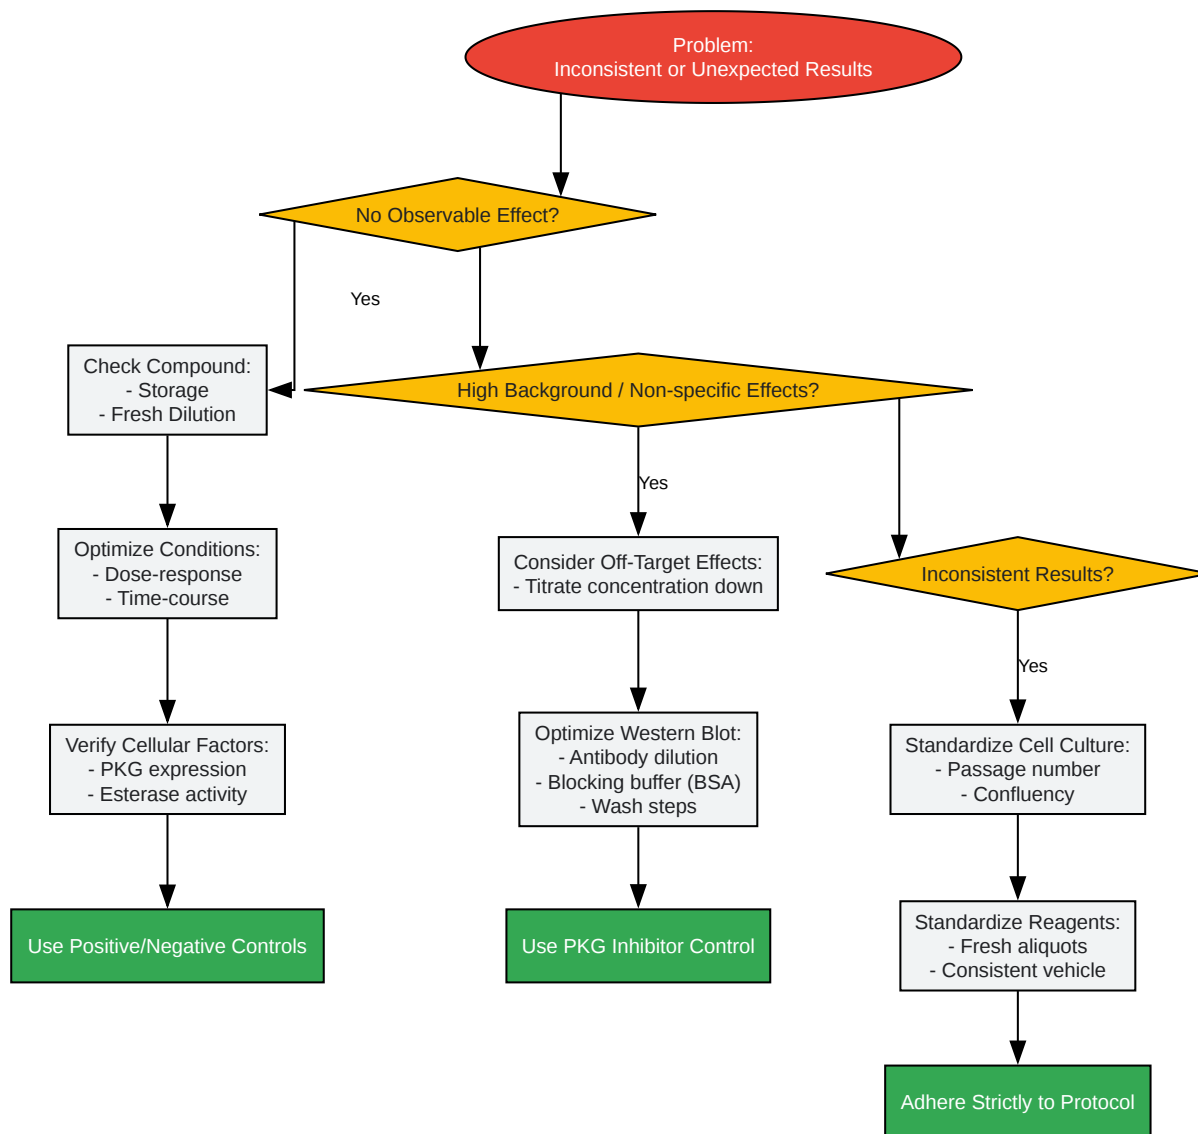 Problem:
Inconsistent or Unexpected Results
No Observable Effect?
Yes
Check Compound:
- Storage
- Fresh Dilution
High Background / Non-specific Effects?
Yes
Optimize Conditions:
- Dose-response
- Time-course
Consider Off-Target Effects:
- Titrate concentration down
Inconsistent Results?
Yes
Verify Cellular Factors:
- PKG expression
- Esterase activity
Optimize Western Blot:
- Antibody dilution
- Blocking buffer (BSA)
- Wash steps
Standardize Cell Culture:
- Passage number
- Confluency
Use Positive/Negative Controls
Use PKG Inhibitor Control
Standardize Reagents:
- Fresh aliquots
- Consistent vehicle
Adhere Strictly to Protocol